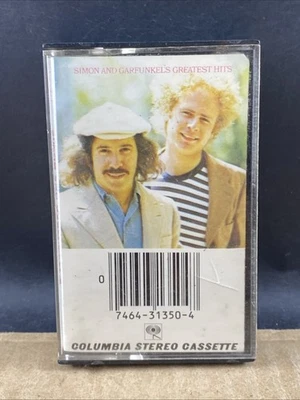 SIMON AND GARFUNKEL'S GREATEST HITS
0
7464-31350-4
COLUMBIA STEREO CASSETTE